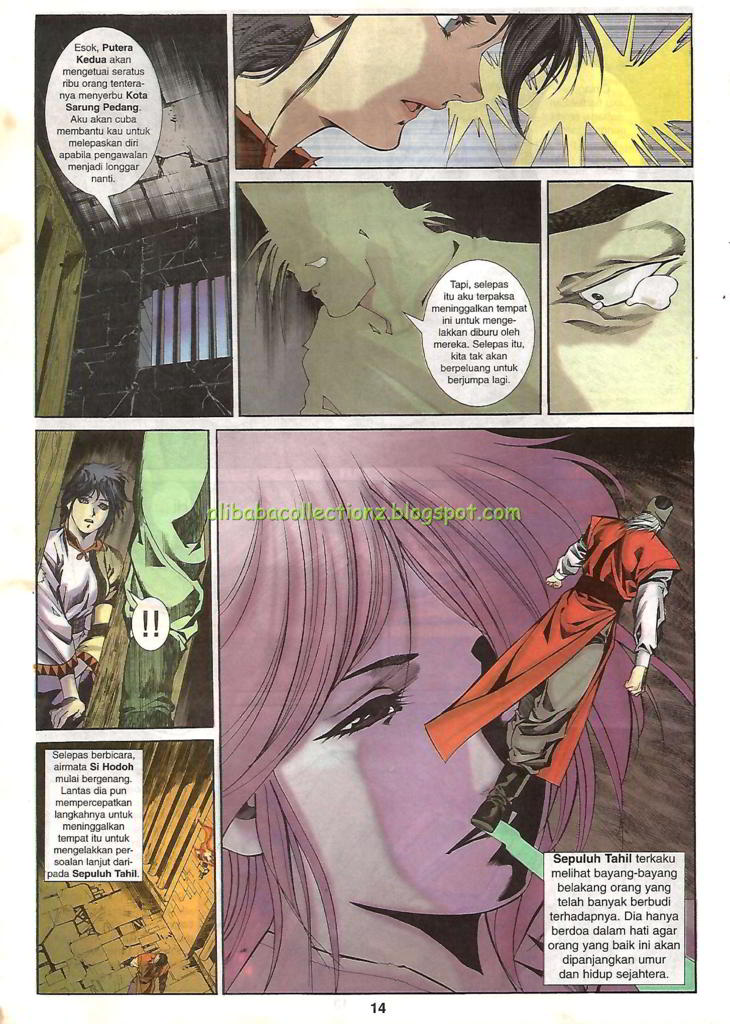 Esok, Putera
Kedua akan
mengetuai seratus
ribu orang tentera-
nya menyerbu Kota
Sarung Pedang.
Aku akan cuba
membantu kau untuk
melepaskan diri
apabila pengawalan
menjadi longgar
nanti.
Tapi, selepas
itu aku terpaksa
meninggalkan tempat
ini untuk menge-
lakkan diburu oleh
mereka. Selepas itu,
kita tak akan
berpeluang untuk
berjumpa lagi.
alibabacollectionz.blogspot.com
!!
Selepas berbicara,
airmata Si Hodoh
mulai bergenang.
Lantas dia pun
mempercepatkan
langkahnya untuk
meninggalkan
tempat itu untuk
mengelakkan per-
soalan lanjut dari-
pada Sepuluh Tahil.
Sepuluh Tahil terkaku
melihat bayang-bayang
belakang orang yang
telah banyak berbudi
terhadapnya. Dia hanya
berdoa dalam hati agar
orang yang baik ini akan
dipanjangkan umur
dan hidup sejahtera.
14